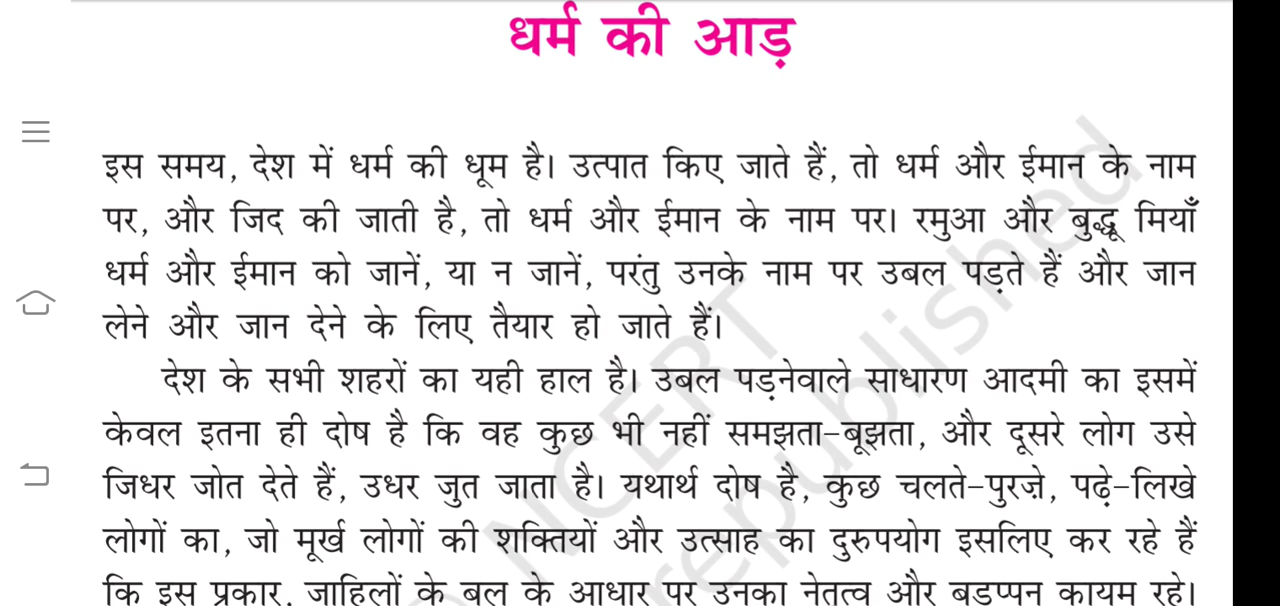 धर्म की आड़
इस समय, देश में धर्म की धूम है। उत्पात किए जाते हैं, तो धर्म और ईमान के नाम
पर, और जिद की जाती है, तो धर्म और ईमान के नाम पर। रमुआ और बुद्धू मियाँ
धर्म और ईमान को जानें, या न जानें, परंतु उनके नाम पर उबल पड़ते हैं और जान
लेने और जान देने के लिए तैयार हो जाते हैं।
देश के सभी शहरों का यही हाल है। उबल पड़नेवाले साधारण आदमी का इसमें
केवल इतना ही दोष है कि वह कुछ भी नहीं समझता-बूझता, और दूसरे लोग उसे
जिधर जोत देते हैं, उधर जुत जाता है। यथार्थ दोष है, कुछ चलते-पुरज़े, पढ़े-लिखे
लोगों का, जो मूर्ख लोगों की शक्तियों और उत्साह का दुरुपयोग इसलिए कर रहे हैं
कि इस प्रकार, जाहिलों के बल के आधार पर उनका नेतृत्व और बड़प्पन कायम रहे।
NCERT
republished